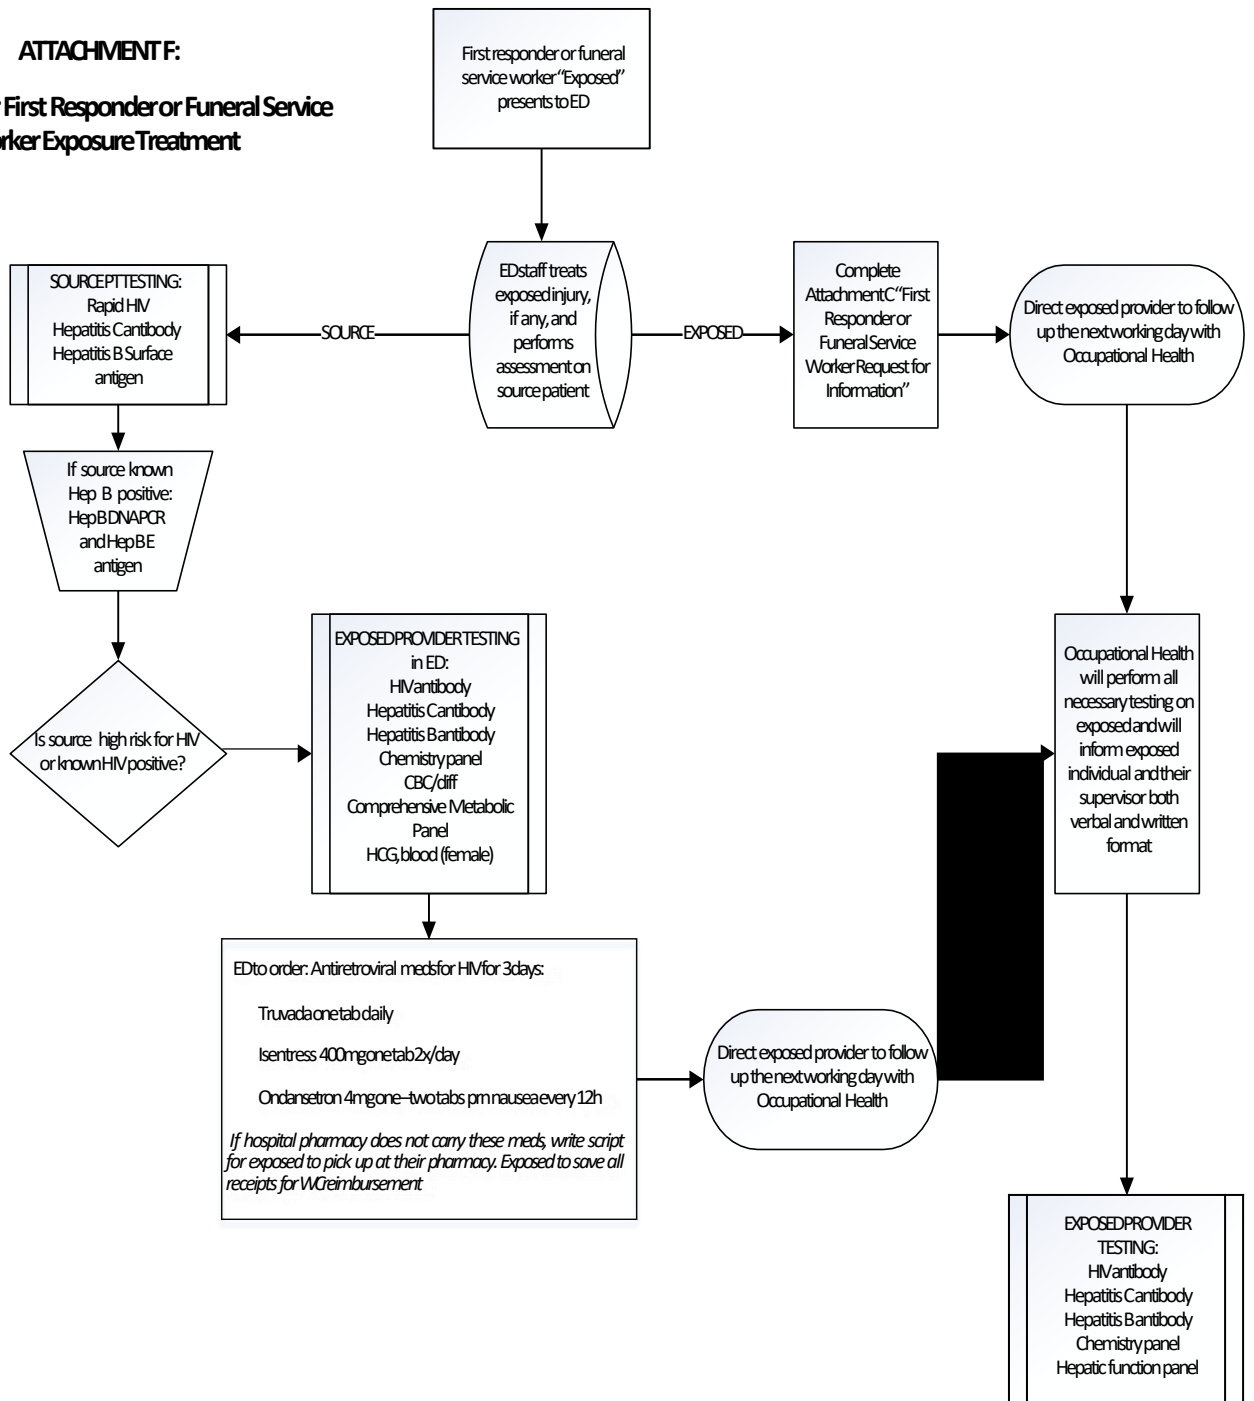 ATTACHMENT F:
First Responder or Funeral Service
orker Exposure Treatment
First responder or funeral
service worker “Exposed”
presents to ED
SOURCE PT TESTING:
Rapid HIV
Hepatitis C antibody
Hepatitis B Surface
antigen
SOURCE
ED staff treats
exposed injury,
if any, and
performs
assessment on
source patient
EXPOSED
Complete
Attachment C “First
Responder or
Funeral Service
Worker Request for
Information”
Direct exposed provider to follow
up the next working day with
Occupational Health
If source known
Hep B positive:
Hep B DNA PCR
and Hep B E
antigen
Is source high risk for HIV
or known HIV positive?
EXPOSED PROVIDER TESTING
in ED:
HIV antibody
Hepatitis C antibody
Hepatitis B antibody
Chemistry panel
CBC/diff
Comprehensive Metabolic
Panel
HCG, blood (female)
Occupational Health
will perform all
necessary testing on
exposed and will
inform exposed
individual and their
supervisor both
verbal and written
format
ED to order: Antiretroviral meds for HIV for 3 days:
Truvada one tab daily
Isentress 400mg one tab 2x/day
Ondansetron 4mg one–two tabs prn nausea every 12h
If hospital pharmacy does not carry these meds, write script
for exposed to pick up at their pharmacy. Exposed to save all
receipts for WC reimbursement
Direct exposed provider to follow
up the next working day with
Occupational Health
EXPOSED PROVIDER
TESTING:
HIV antibody
Hepatitis C antibody
Hepatitis B antibody
Chemistry panel
Hepatic function panel